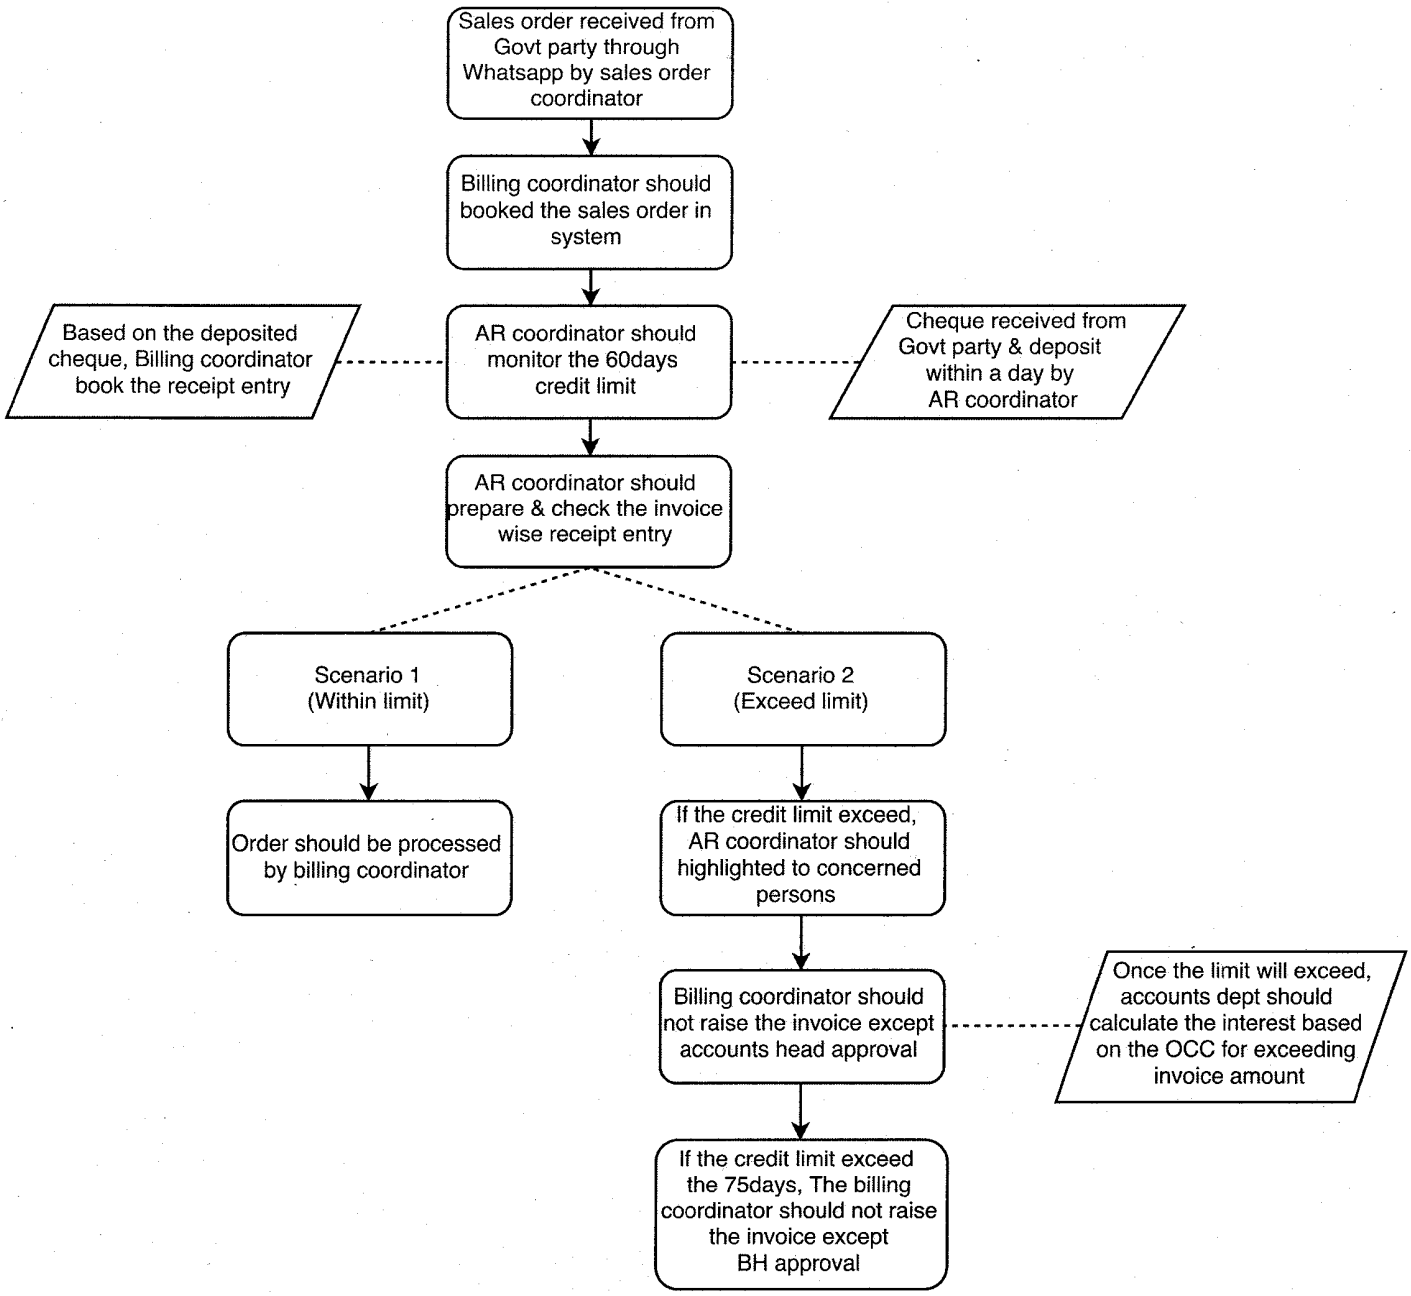 Sales order received from
Govt party through
Whatsapp by sales order
coordinator
Billing coordinator should
booked the sales order in
system
Based on the deposited
cheque, Billing coordinator
book the receipt entry
AR coordinator should
monitor the 60days
credit limit
Cheque received from
Govt party & deposit
within a day by
AR coordinator
AR coordinator should
prepare & check the invoice
wise receipt entry
Scenario 1
(Within limit)
Scenario 2
(Exceed limit)
Order should be processed
by billing coordinator
If the credit limit exceed,
AR coordinator should
highlighted to concerned
persons
Billing coordinator should
not raise the invoice except
accounts head approval
Once the limit will exceed,
accounts dept should
calculate the interest based
on the OCC for exceeding
invoice amount
If the credit limit exceed
the 75days, The billing
coordinator should not raise
the invoice except
BH approval